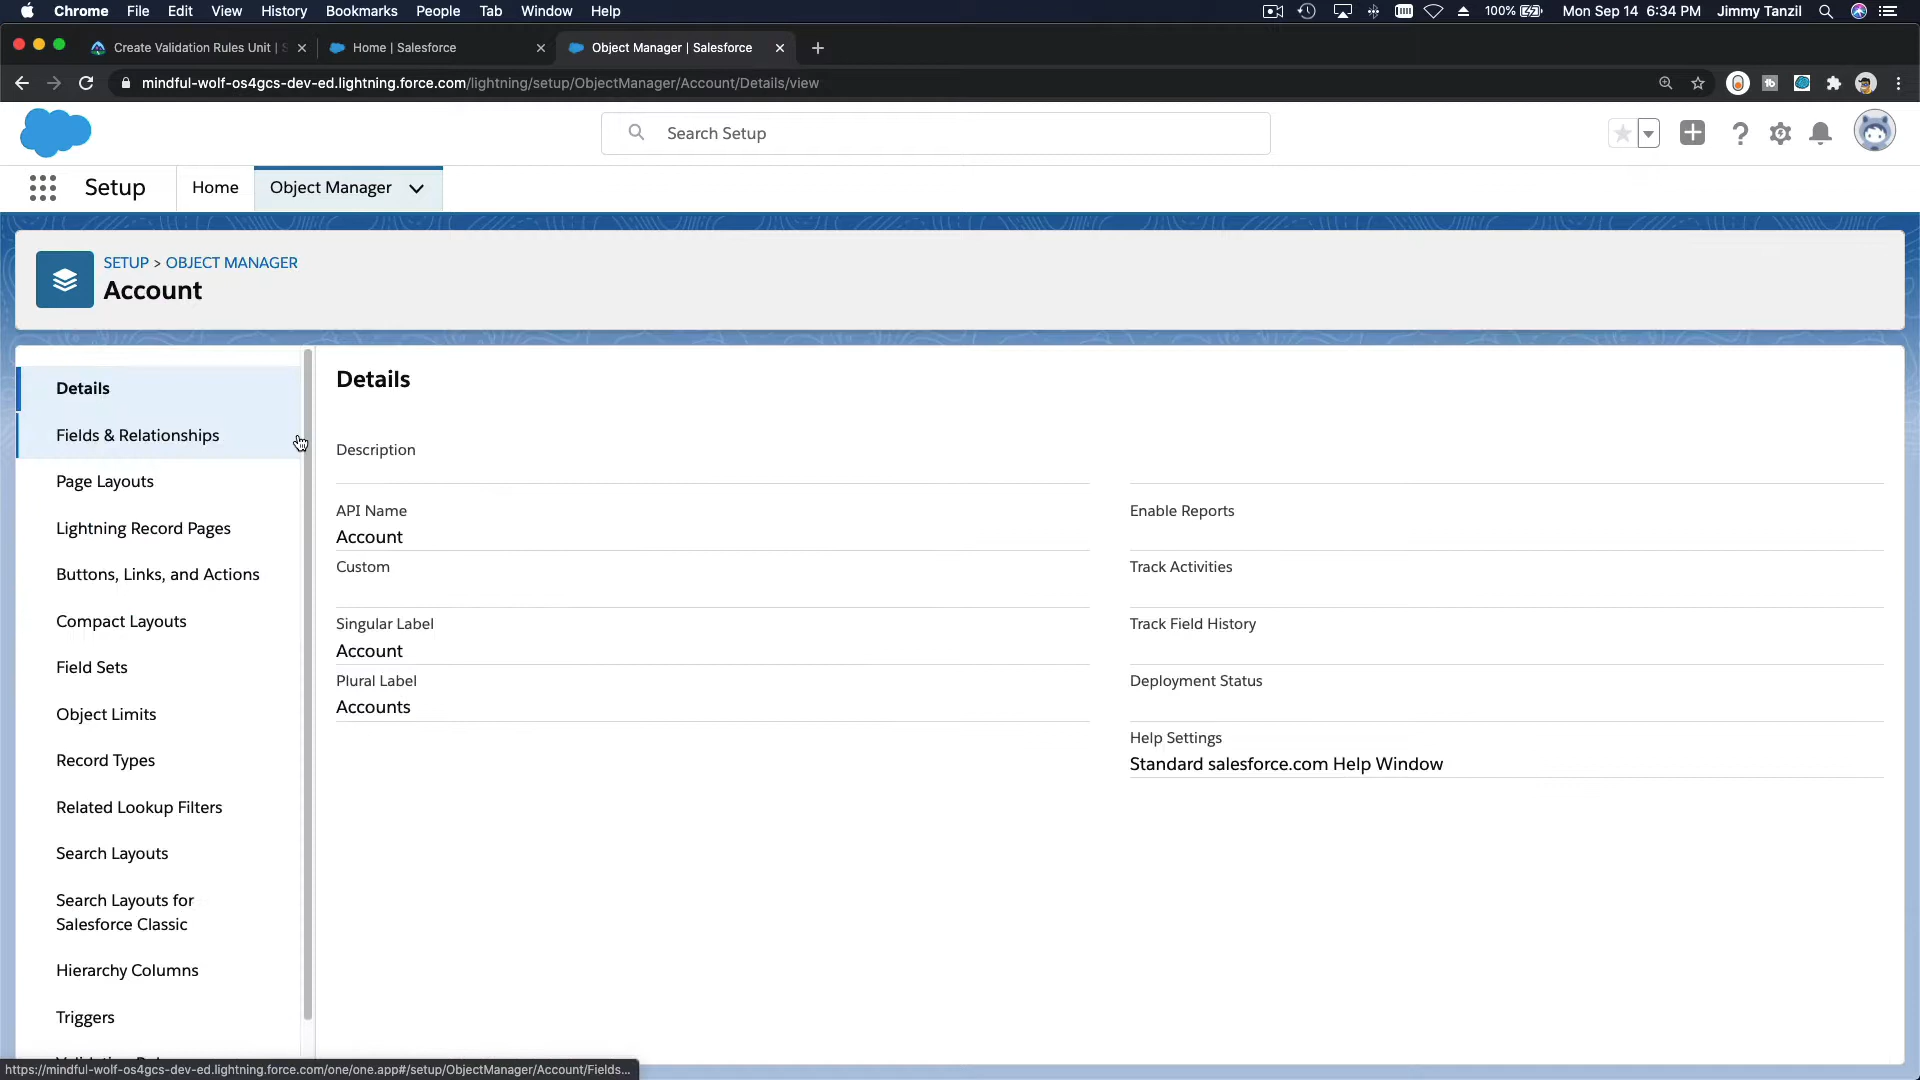 Chrome File Edit View History Bookmarks People Tab Window Help 100% Mon Sep 14 6:34 PM Jimmy Tanzil
Create Validation Rules Unit | Home | Salesforce Object Manager | Salesforce
mindful-wolf-os4gcs-dev-ed.lightning.force.com/lightning/setup/ObjectManager/Account/Details/view
Search Setup
Setup Home Object Manager
SETUP > OBJECT MANAGER
Account
Details
Fields & Relationships
Page Layouts
Lightning Record Pages
Buttons, Links, and Actions
Compact Layouts
Field Sets
Object Limits
Record Types
Related Lookup Filters
Search Layouts
Search Layouts for
Salesforce Classic
Hierarchy Columns
Triggers
Details
Description
API Name
Account
Custom
Singular Label
Account
Plural Label
Accounts
Enable Reports
Track Activities
Track Field History
Deployment Status
Help Settings
Standard salesforce.com Help Window
https://mindful-wolf-os4gcs-dev-ed.lightning.force.com/one/one.app#/setup/ObjectManager/Account/Fields...